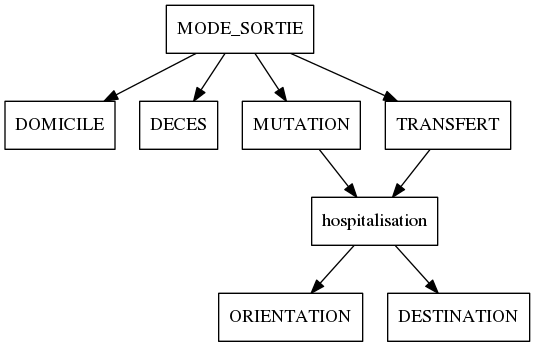 MODE_SORTIE
DOMICILE
DECES
MUTATION
TRANSFERT
hospitalisation
ORIENTATION
DESTINATION